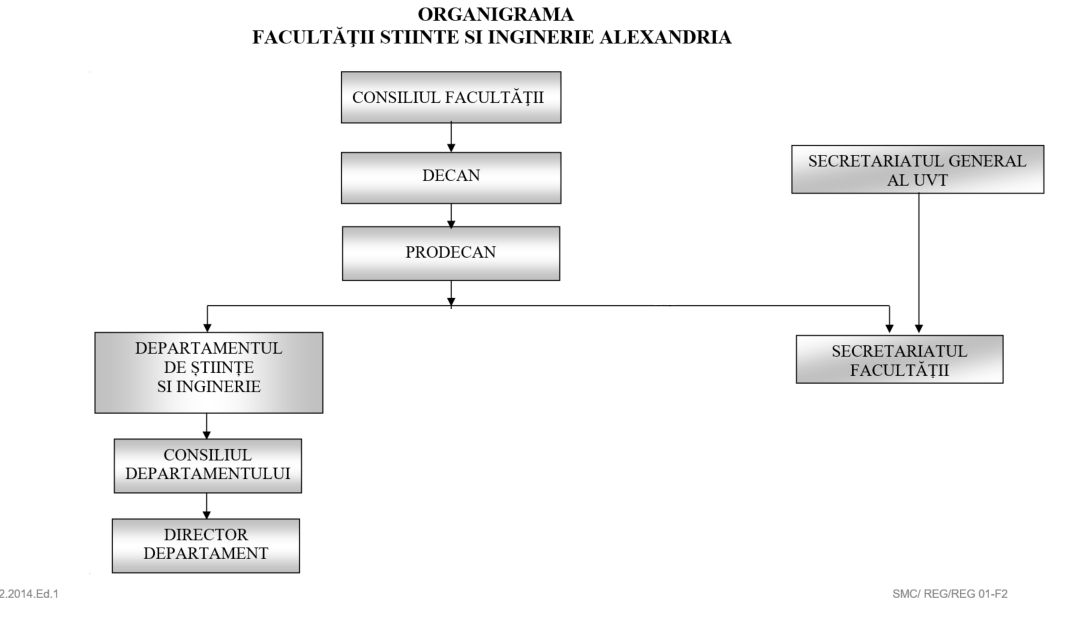 ORGANIGRAMA
FACULTĂŢII STIINTE SI INGINERIE ALEXANDRIA
CONSILIUL FACULTĂŢII
DECAN
SECRETARIATUL GENERAL
AL UVT
PRODECAN
DEPARTAMENTUL
DE ŞTIINŢE
SI INGINERIE
SECRETARIATUL
FACULTĂŢII
CONSILIUL
DEPARTAMENTULUI
DIRECTOR
DEPARTAMENT
2.2014.Ed.1
SMC/ REG/REG 01-F2